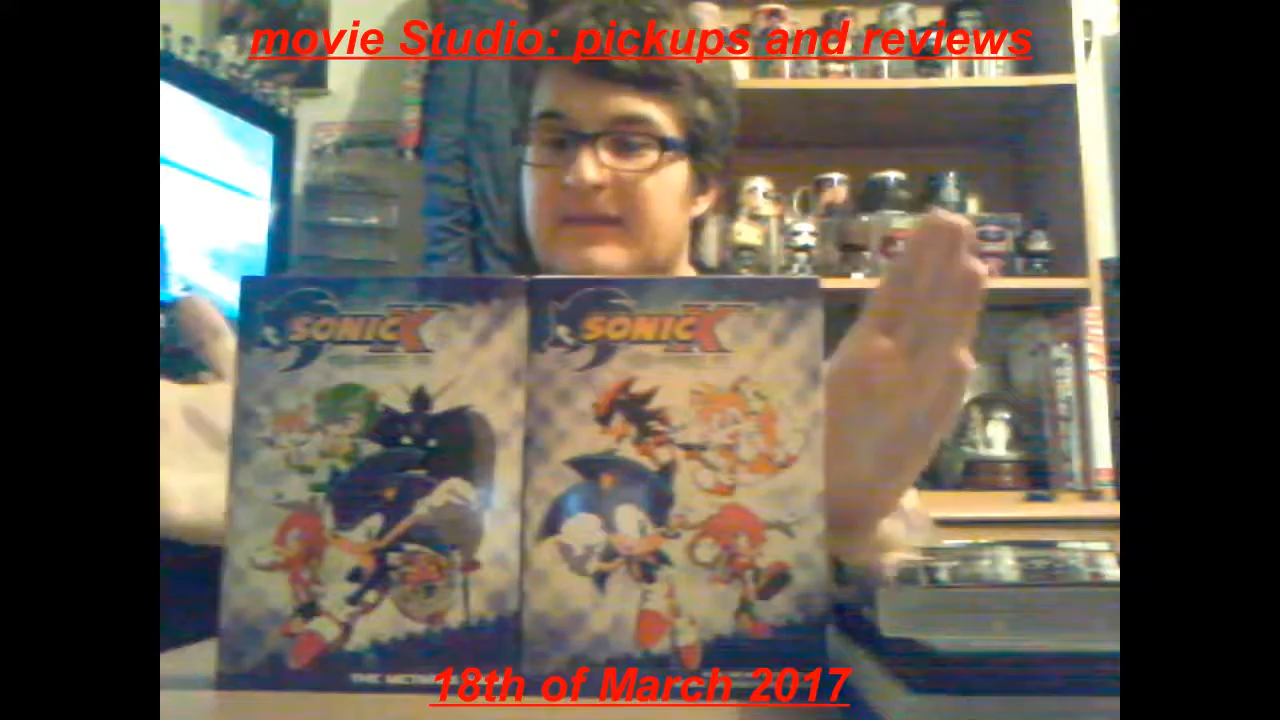 movie Studio: pickups and reviews
SONIC X SONIC X
18th of March 2017